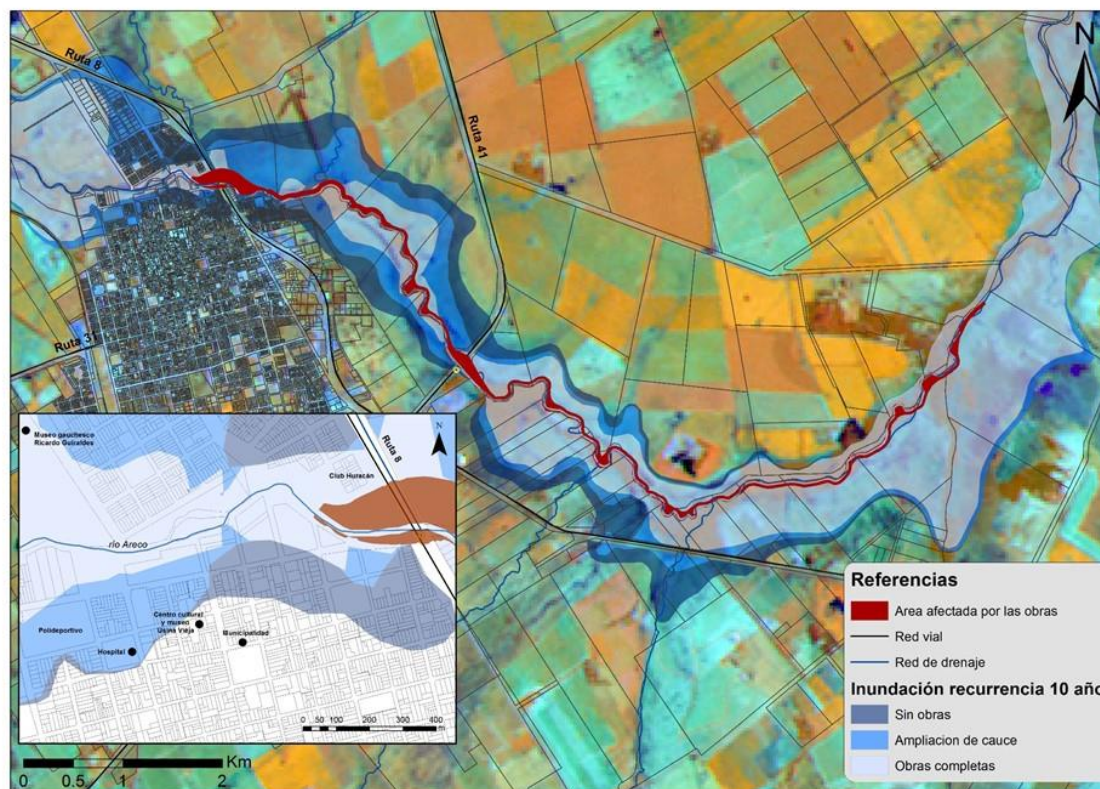 Ruta 8
N
Ruta 41
Ruta 31
Museo gauchesco
Ricardo Guiraldes
N
Ruta 8
Club Huracán
río Areco
Centro cultural
y museo
Usina Vieja
Polideportivo
Municipalidad
Hospital
0 50 100 200 300 400
m
0 0.5 1 2 Km
Referencias
Area afectada por las obras
Red vial
Red de drenaje
Inundación recurrencia 10 año
Sin obras
Ampliacion de cauce
Obras completas